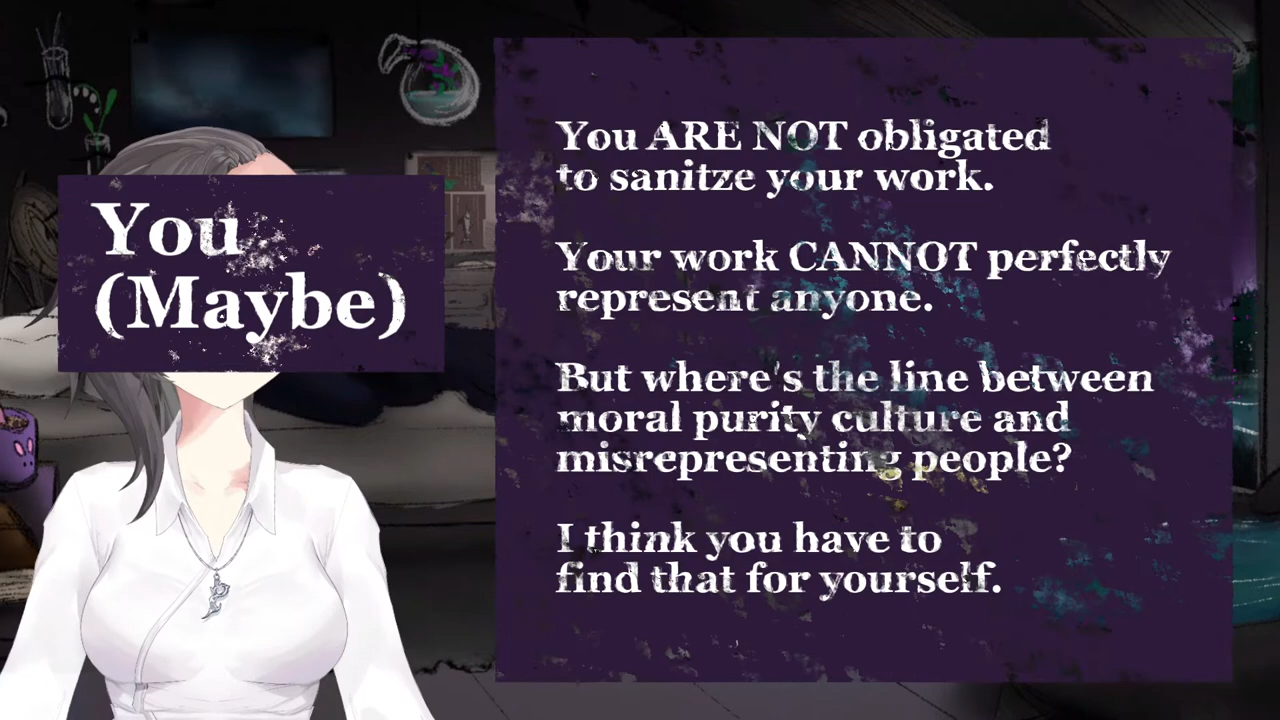 You
(Maybe)
You ARE NOT obligated
to sanitze your work.
Your work CANNOT perfectly
represent anyone.
But where's the line between
moral purity culture and
misrepresenting people?
I think you have to
find that for yourself.